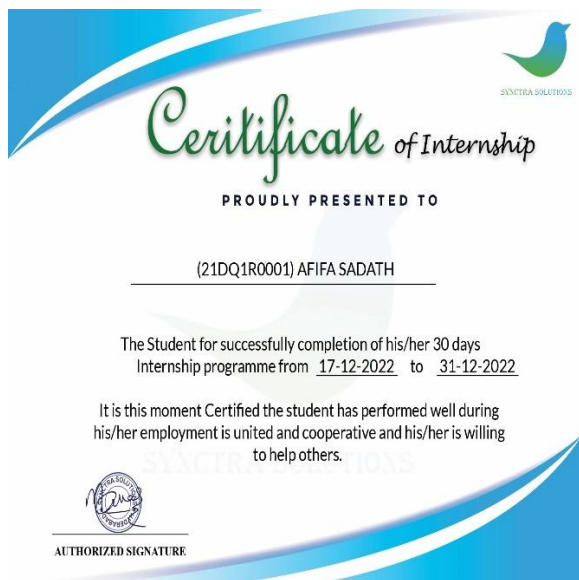 SYNCTRA SOLUTIONS
Ceritificate of Internship
PROUDLY PRESENTED TO
(21DQ1R0001) AFIFA SADATH
The Student for successfully completion of his/her 30 days
Internship programme from 17-12-2022 to 31-12-2022
It is this moment Certified the student has performed well during
his/her employment is united and cooperative and his/her is willing
to help others.
SYNCTRA SOLUTIONS
AUTHORIZED SIGNATURE